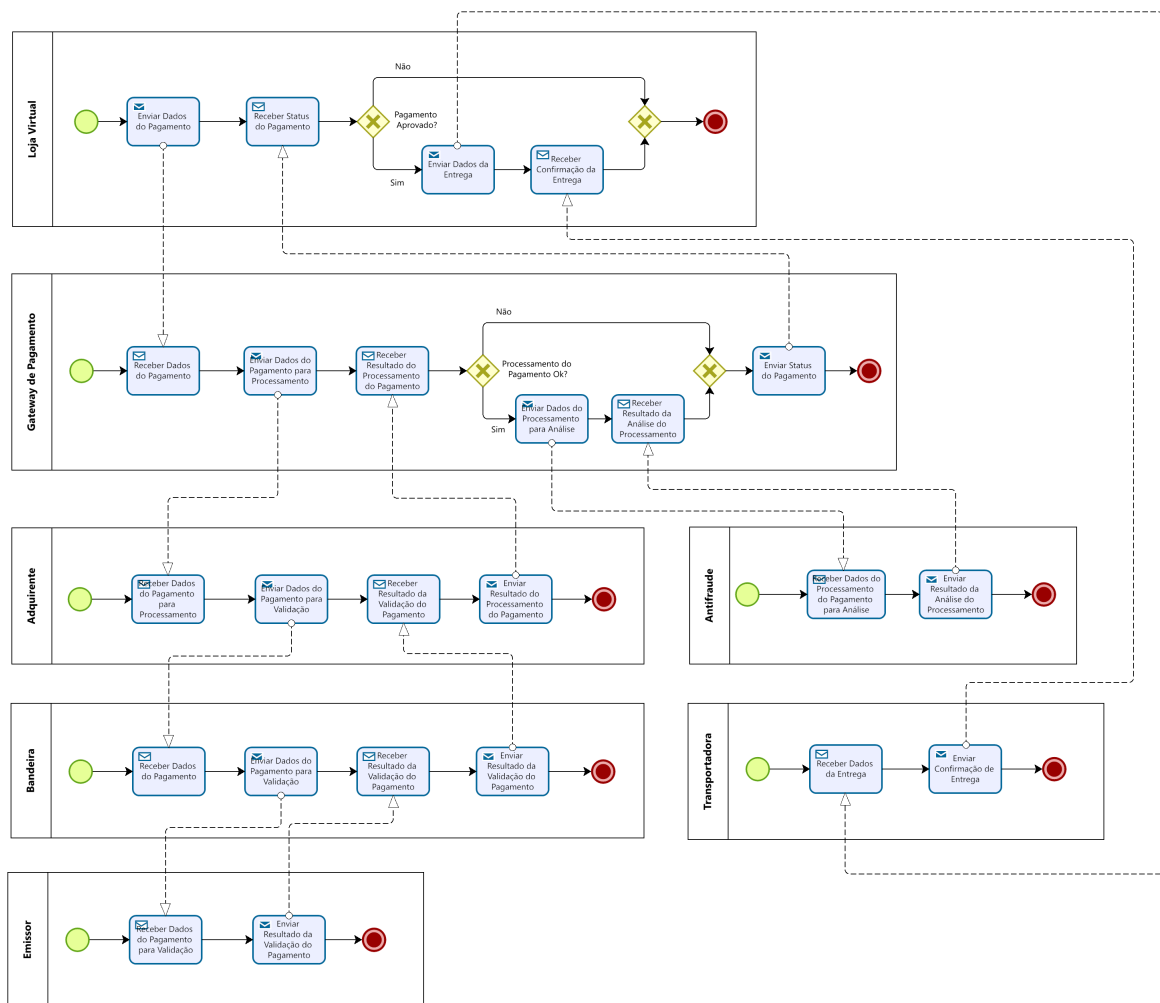 Loja Virtual
Enviar Dados
do Pagamento
Receber Status
do Pagamento
Não
Pagamento
Aprovado?
Sim
Enviar Dados da
Entrega
Receber
Confirmação da
Entrega
Gateway de Pagamento
Receber Dados
do Pagamento
Enviar Dados do
Pagamento para
Processamento
Receber
Resultado do
Processamento
do Pagamento
Não
Processamento do
Pagamento Ok?
Sim
Enviar Dados do
Processamento
para Análise
Receber
Resultado da
Análise do
Processamento
Enviar Status
do Pagamento
Adquirente
Receber Dados
do Pagamento
para
Processamento
Enviar Dados do
Pagamento para
Validação
Receber
Resultado da
Validação do
Pagamento
Enviar
Resultado do
Processamento
do Pagamento
Antifraude
Receber Dados do
Processamento
do Pagamento
para Análise
Enviar
Resultado da
Análise do
Processamento
Bandeira
Receber Dados
do Pagamento
Enviar Dados do
Pagamento para
Validação
Receber
Resultado da
Validação do
Pagamento
Enviar
Resultado da
Validação do
Pagamento
Transportadora
Receber Dados
da Entrega
Enviar
Confirmação de
Entrega
Emissor
Receber Dados
do Pagamento
para Validação
Enviar
Resultado da
Validação do
Pagamento